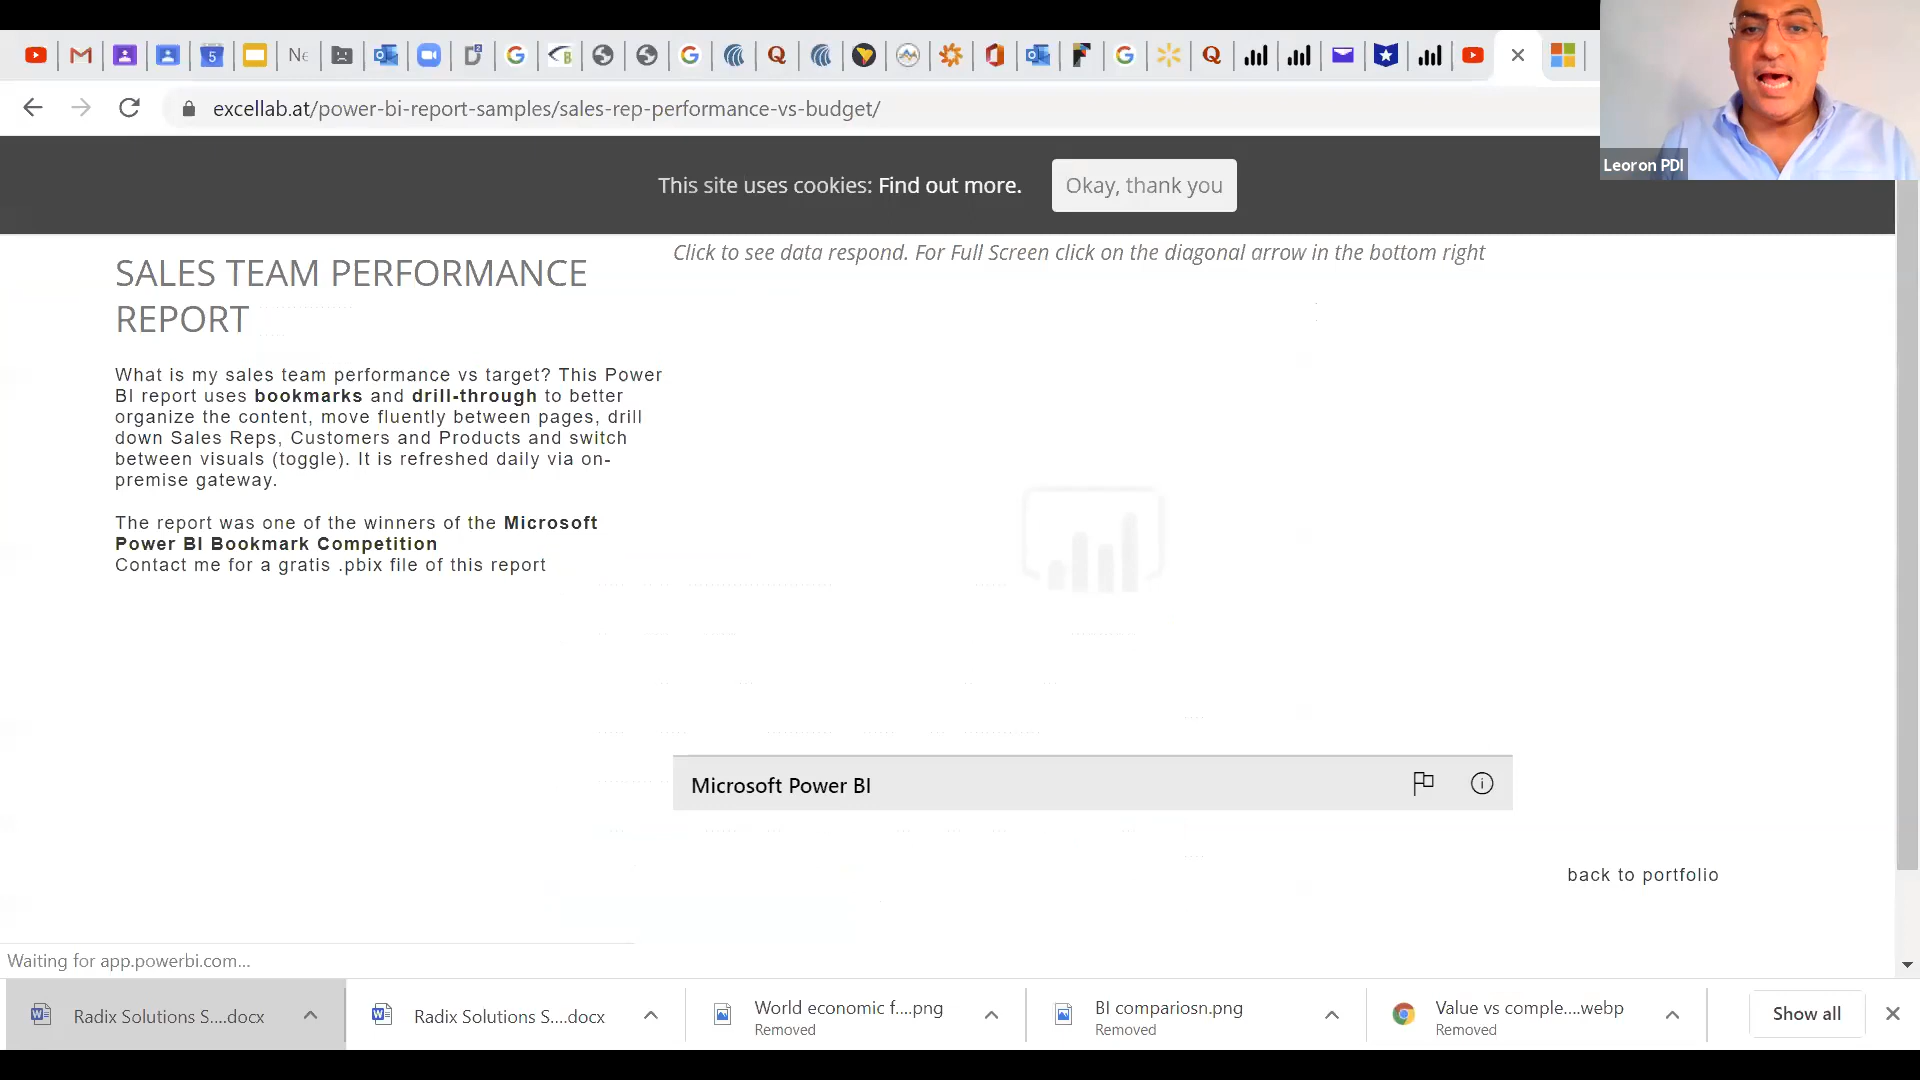 5
excellab.at/power-bi-report-samples/sales-rep-performance-vs-budget/
Leoron PDI
This site uses cookies: Find out more.
Okay, thank you
Click to see data respond. For Full Screen click on the diagonal arrow in the bottom right
SALES TEAM PERFORMANCE
REPORT
What is my sales team performance vs target? This Power
BI report uses bookmarks and drill-through to better
organize the content, move fluently between pages, drill
down Sales Reps, Customers and Products and switch
between visuals (toggle). It is refreshed daily via on-
premise gateway.
The report was one of the winners of the Microsoft
Power BI Bookmark Competition
Contact me for a gratis .pbix file of this report
Microsoft Power BI
back to portfolio
Waiting for app.powerbi.com...
Radix Solutions S....docx
Radix Solutions S....docx
World economic f....png
Removed
BI compariosn.png
Removed
Value vs comple....webp
Removed
Show all